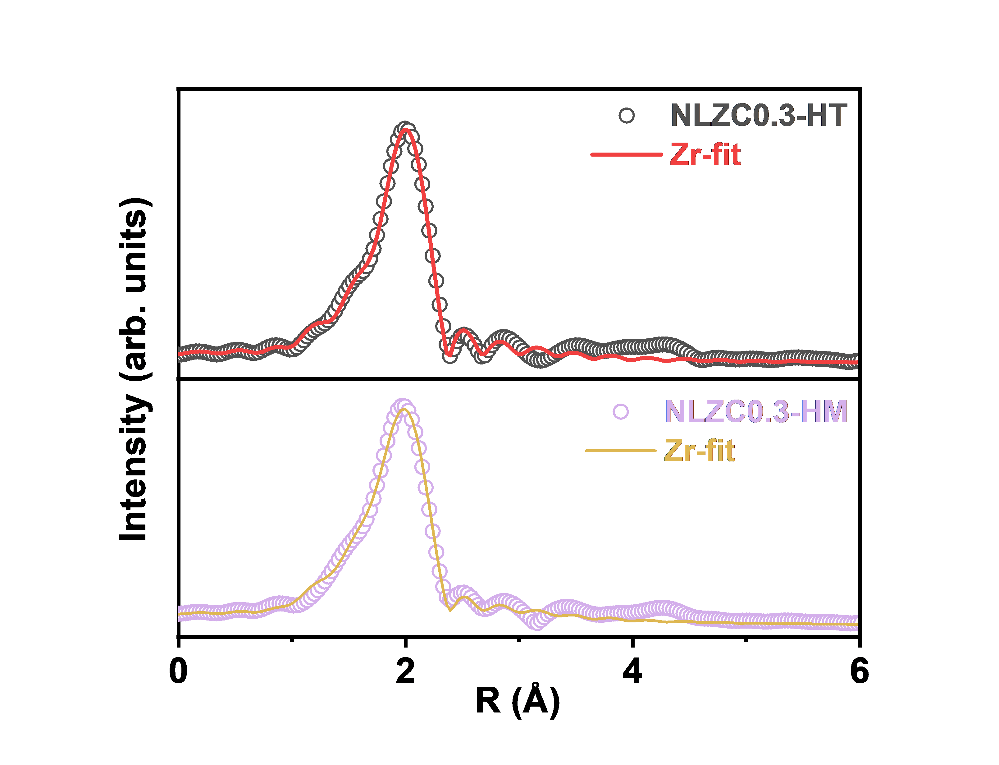 NLZC0.3-HT
Zr-fit
NLZC0.3-HM
Zr-fit
Intensity (arb. units)
0 2 4 6
R (Å)